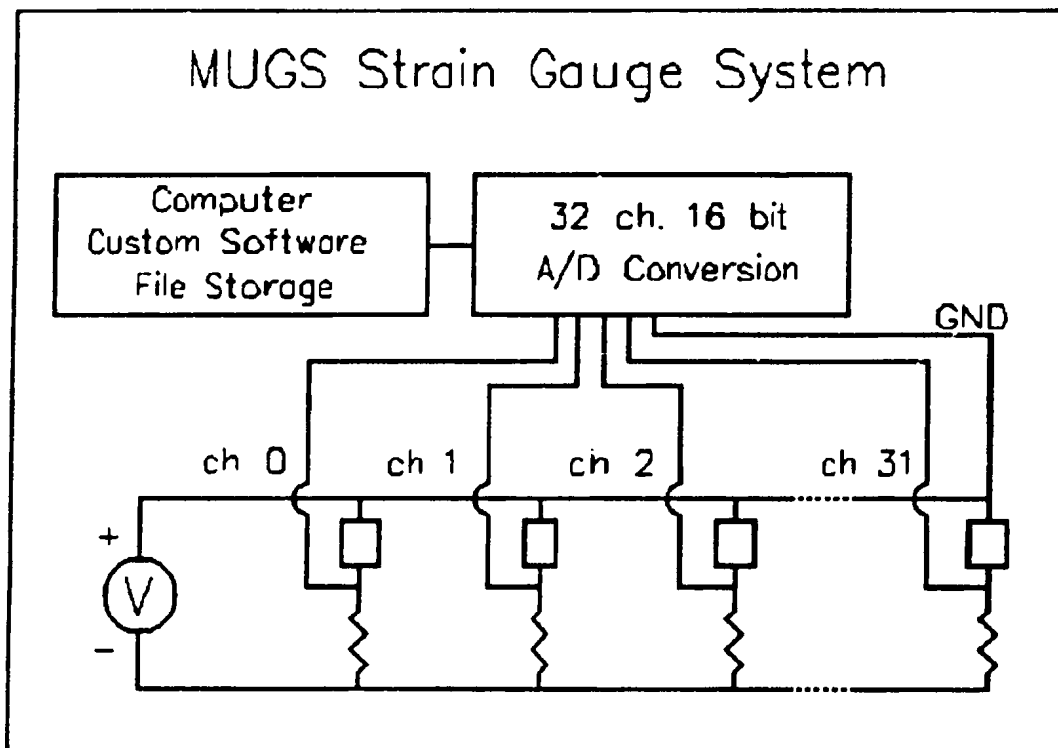 MUGS Strain Gauge System
Computer
Custom Software
File Storage
32 ch. 16 bit
A/D Conversion
GND
ch 0
ch 1
ch 2
ch 31
+
V
-